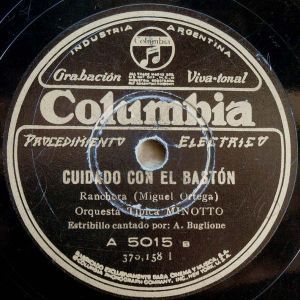 INDUSTRIA ARGENTINA
Columbia
Grabación Viva-tonal
Columbia
PROCEDIMIENTO ELECTRICO
CUIDADO CON EL BASTÓN
Ranchera (Miguel Ortega)
Orquesta Típica MINOTTO
Estribillo cantado por: A. Buglione
A 5015 B
370,158 1